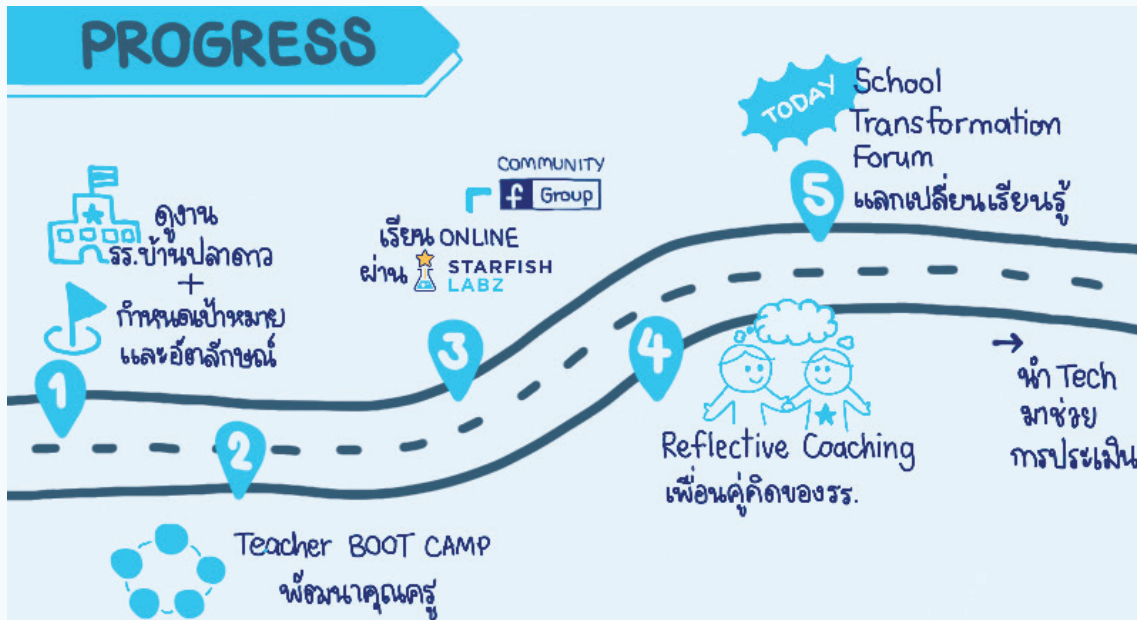 PROGRESS
1
ดูงาน
รร.บ้านปลาดาว
+
กำหนดเป้าหมาย
และอัตลักษณ์
2
Teacher BOOT CAMP
พัฒนาคุณครู
3
เรียน ONLINE
ผ่าน STARFISH
LABZ
COMMUNITY
f Group
4
Reflective Coaching
เพื่อนคู่คิดของรร.
5
TODAY
School
Transformation
Forum
แลกเปลี่ยนเรียนรู้
→
นำ Tech
มาช่วย
การประเมิน